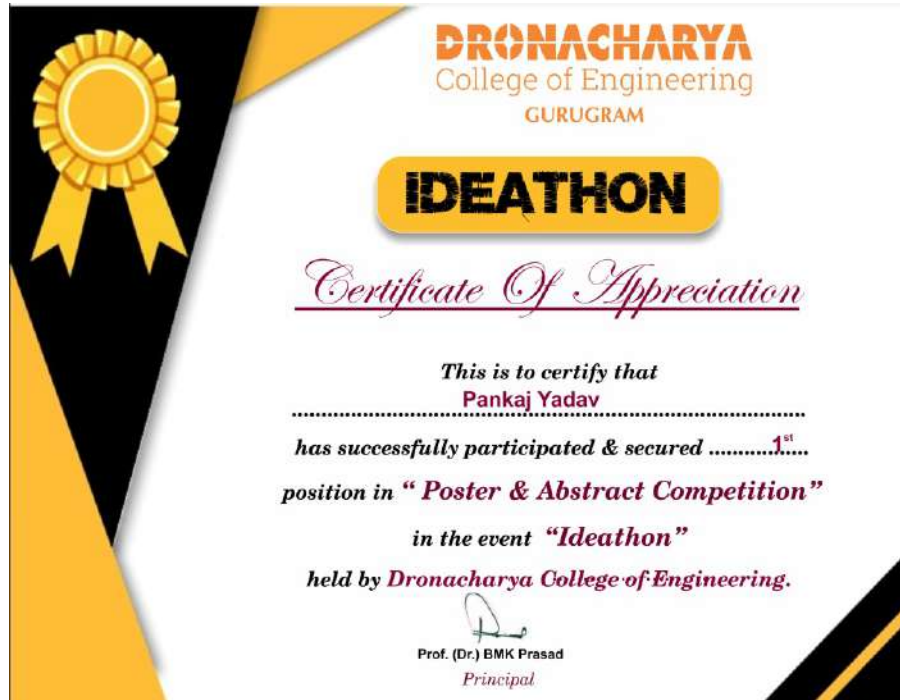 DRONACHARYA
College of Engineering
GURUGRAM
IDEATHON
Certificate Of Appreciation
This is to certify that
Pankaj Yadav
has successfully participated & secured ............1st.....
position in “ Poster & Abstract Competition”
in the event “Ideathon”
held by Dronacharya College of Engineering.
Prof. (Dr.) BMK Prasad
Principal